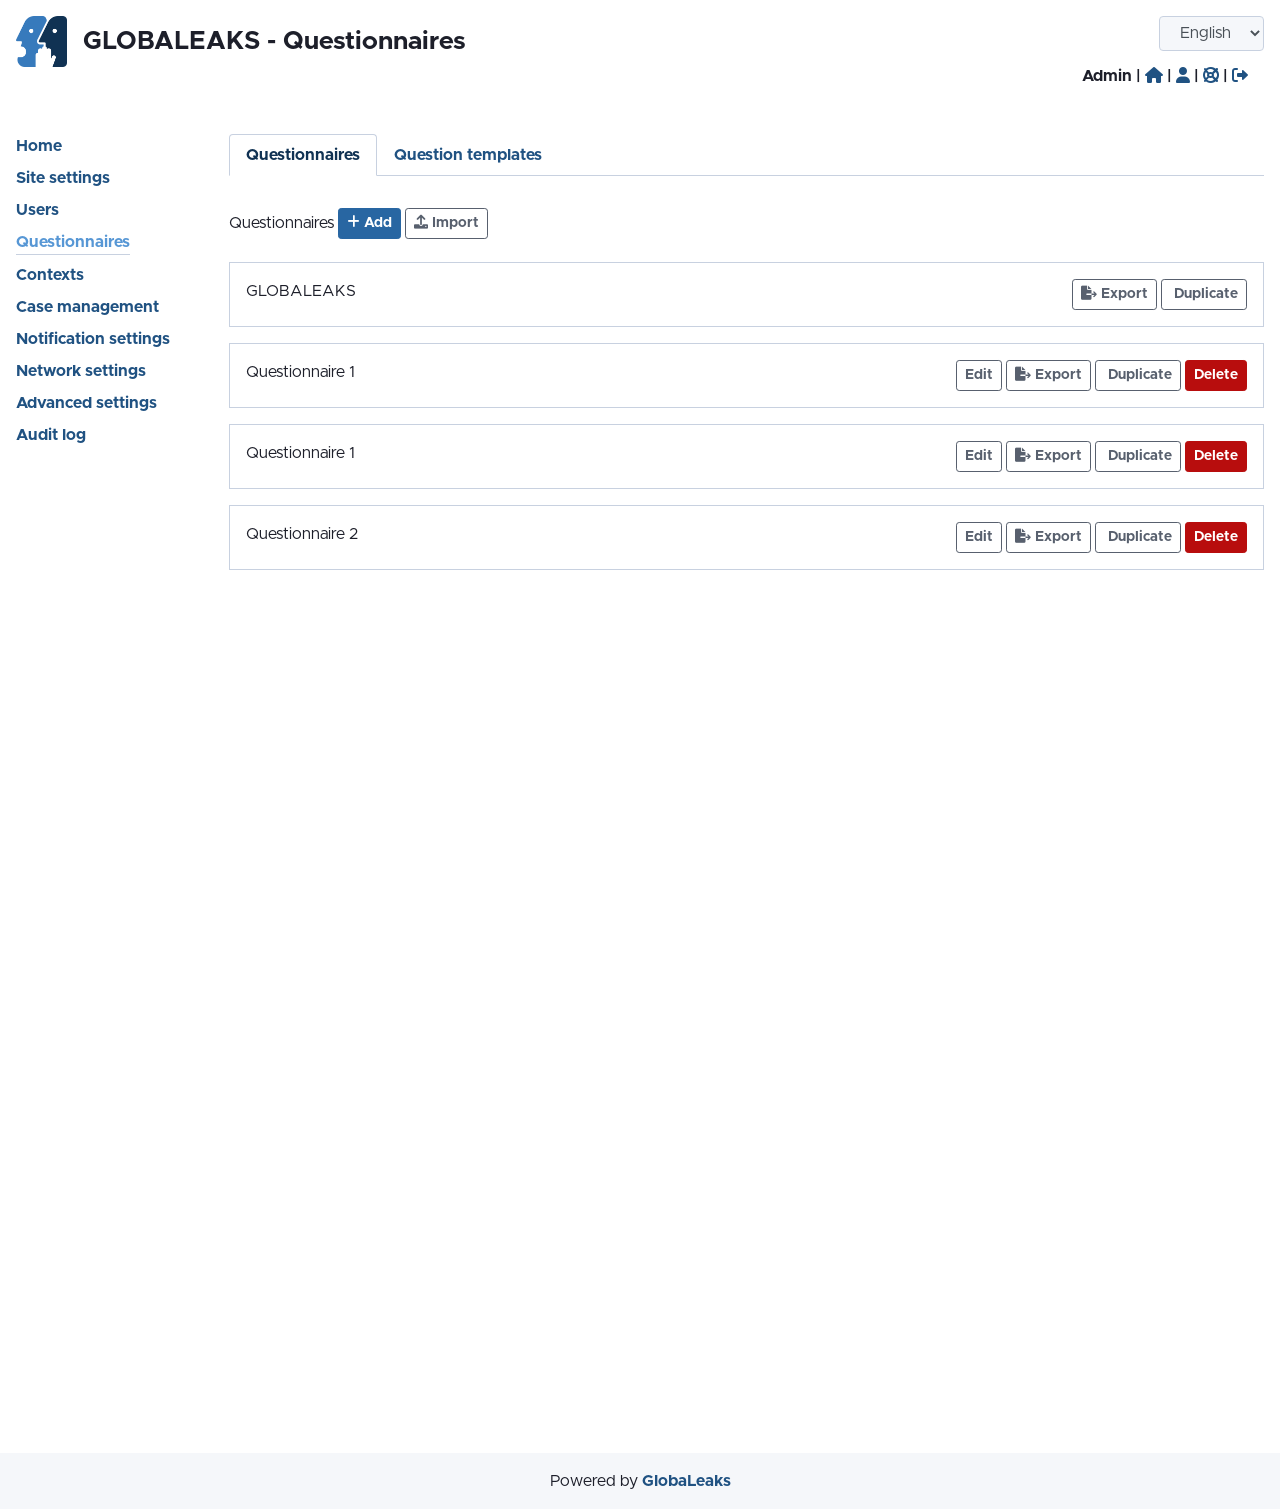 GLOBALEAKS - Questionnaires
English
Admin | | | |
Home
Site settings
Users
Questionnaires
Contexts
Case management
Notification settings
Network settings
Advanced settings
Audit log
Questionnaires Question templates
Questionnaires Add Import
GLOBALEAKS Export Duplicate
Questionnaire 1 Edit Export Duplicate Delete
Questionnaire 1 Edit Export Duplicate Delete
Questionnaire 2 Edit Export Duplicate Delete
Powered by GlobaLeaks